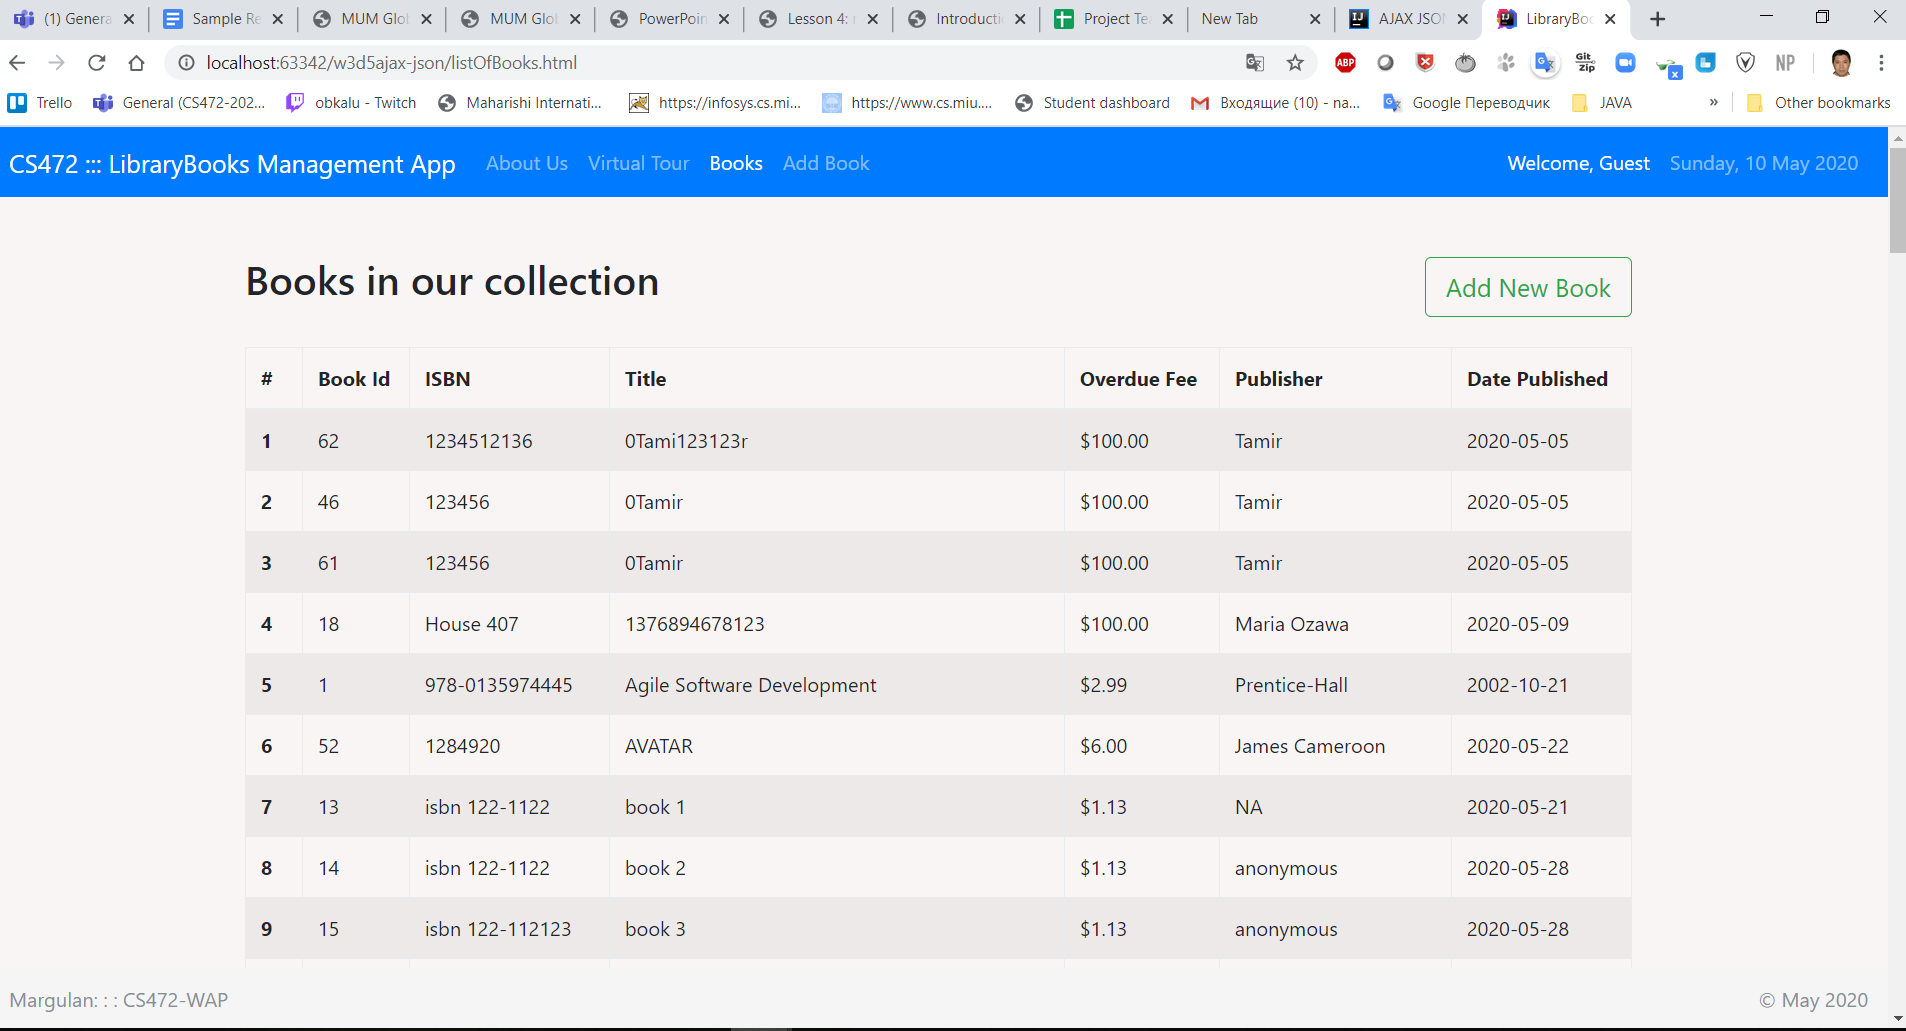 (1) Genera
Sample Re
MUM Glob
MUM Glob
PowerPoin
Lesson 4:
Introducti
Project Te
New Tab
AJAX JSON
LibraryBoo
localhost:63342/w3d5ajax-json/listOfBooks.html
ABP
Git Zip
NP
Trello
General (CS472-202...
obkalu - Twitch
Maharishi Internati...
https://infosys.cs.mi...
https://www.cs.miu....
Student dashboard
Входящие (10) - na...
Google Переводчик
JAVA
»
Other bookmarks
CS472 ::: LibraryBooks Management App About Us Virtual Tour Books Add Book Welcome, Guest Sunday, 10 May 2020
Books in our collection
Add New Book
# Book Id ISBN Title Overdue Fee Publisher Date Published
1 62 1234512136 0Tami123123r $100.00 Tamir 2020-05-05
2 46 123456 0Tamir $100.00 Tamir 2020-05-05
3 61 123456 0Tamir $100.00 Tamir 2020-05-05
4 18 House 407 1376894678123 $100.00 Maria Ozawa 2020-05-09
5 1 978-0135974445 Agile Software Development $2.99 Prentice-Hall 2002-10-21
6 52 1284920 AVATAR $6.00 James Cameroon 2020-05-22
7 13 isbn 122-1122 book 1 $1.13 NA 2020-05-21
8 14 isbn 122-1122 book 2 $1.13 anonymous 2020-05-28
9 15 isbn 122-112123 book 3 $1.13 anonymous 2020-05-28
Margulan: : : CS472-WAP
© May 2020